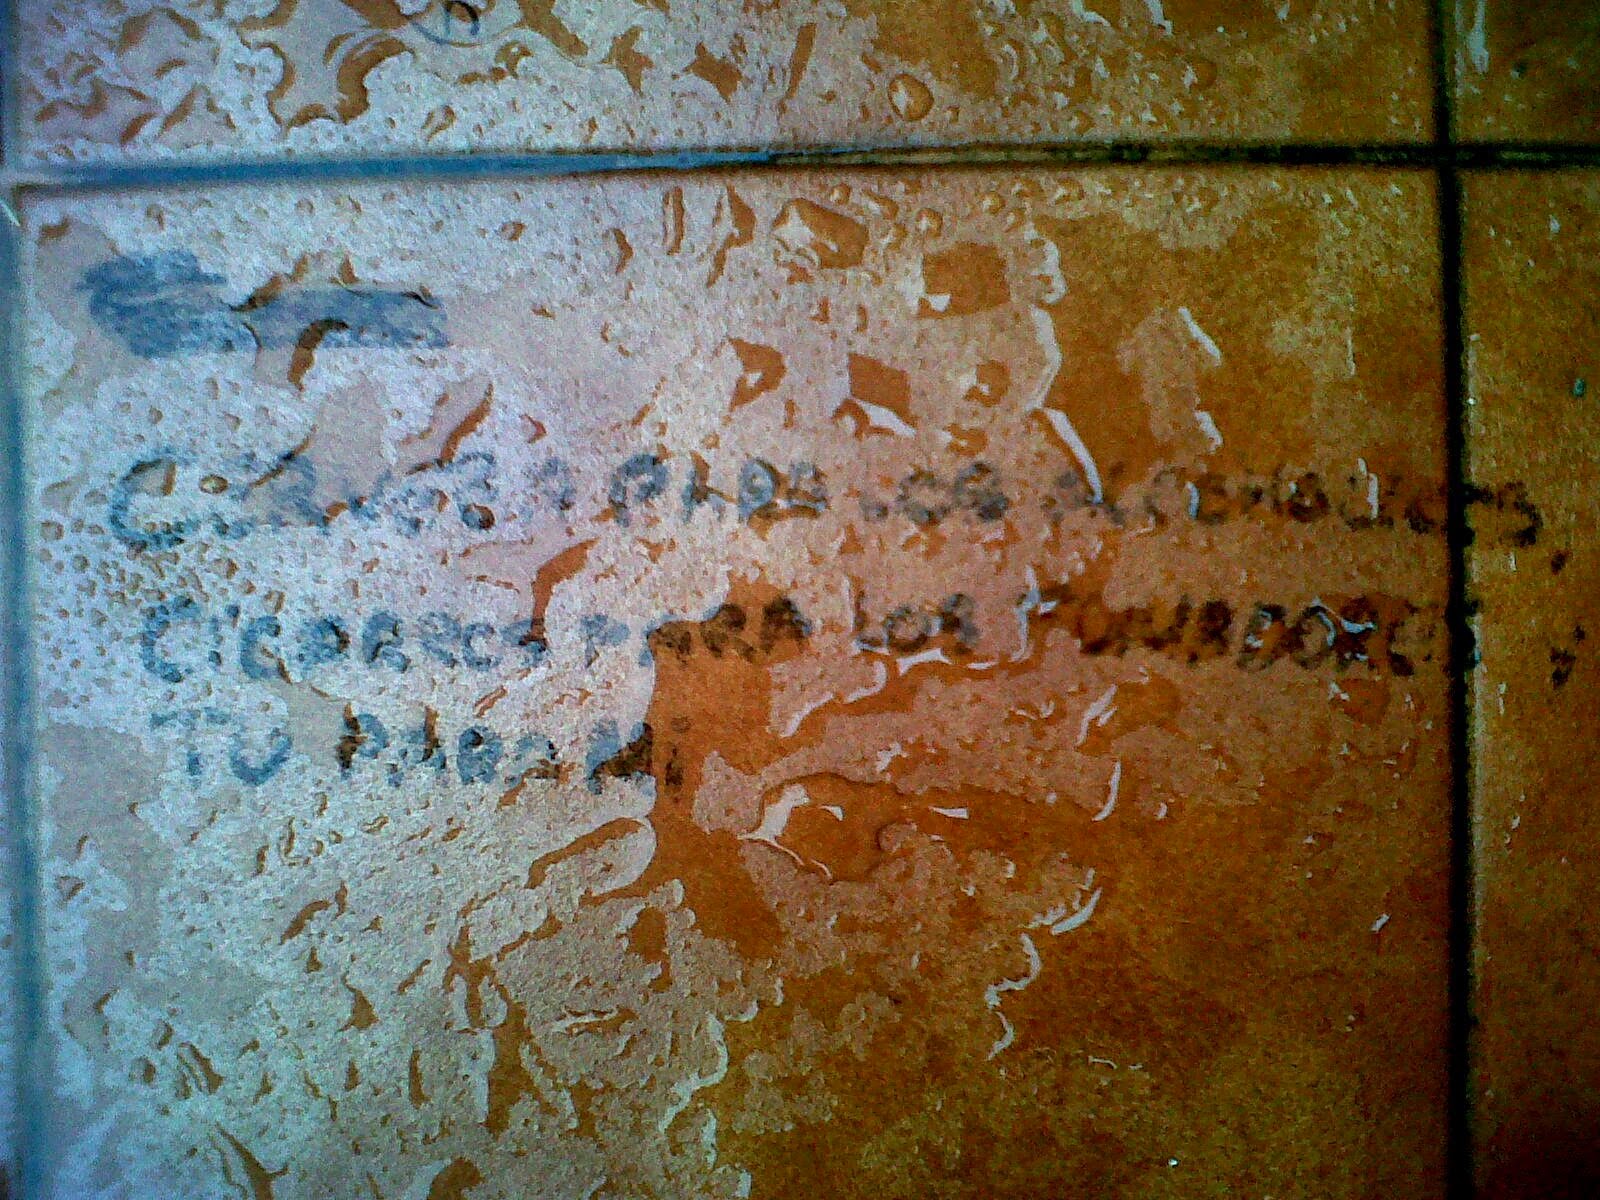 CERVEZA PARA LOS ALCOHOLICOS,
CIGARROS PARA LOS FUMADORES,
TU PARA Mi